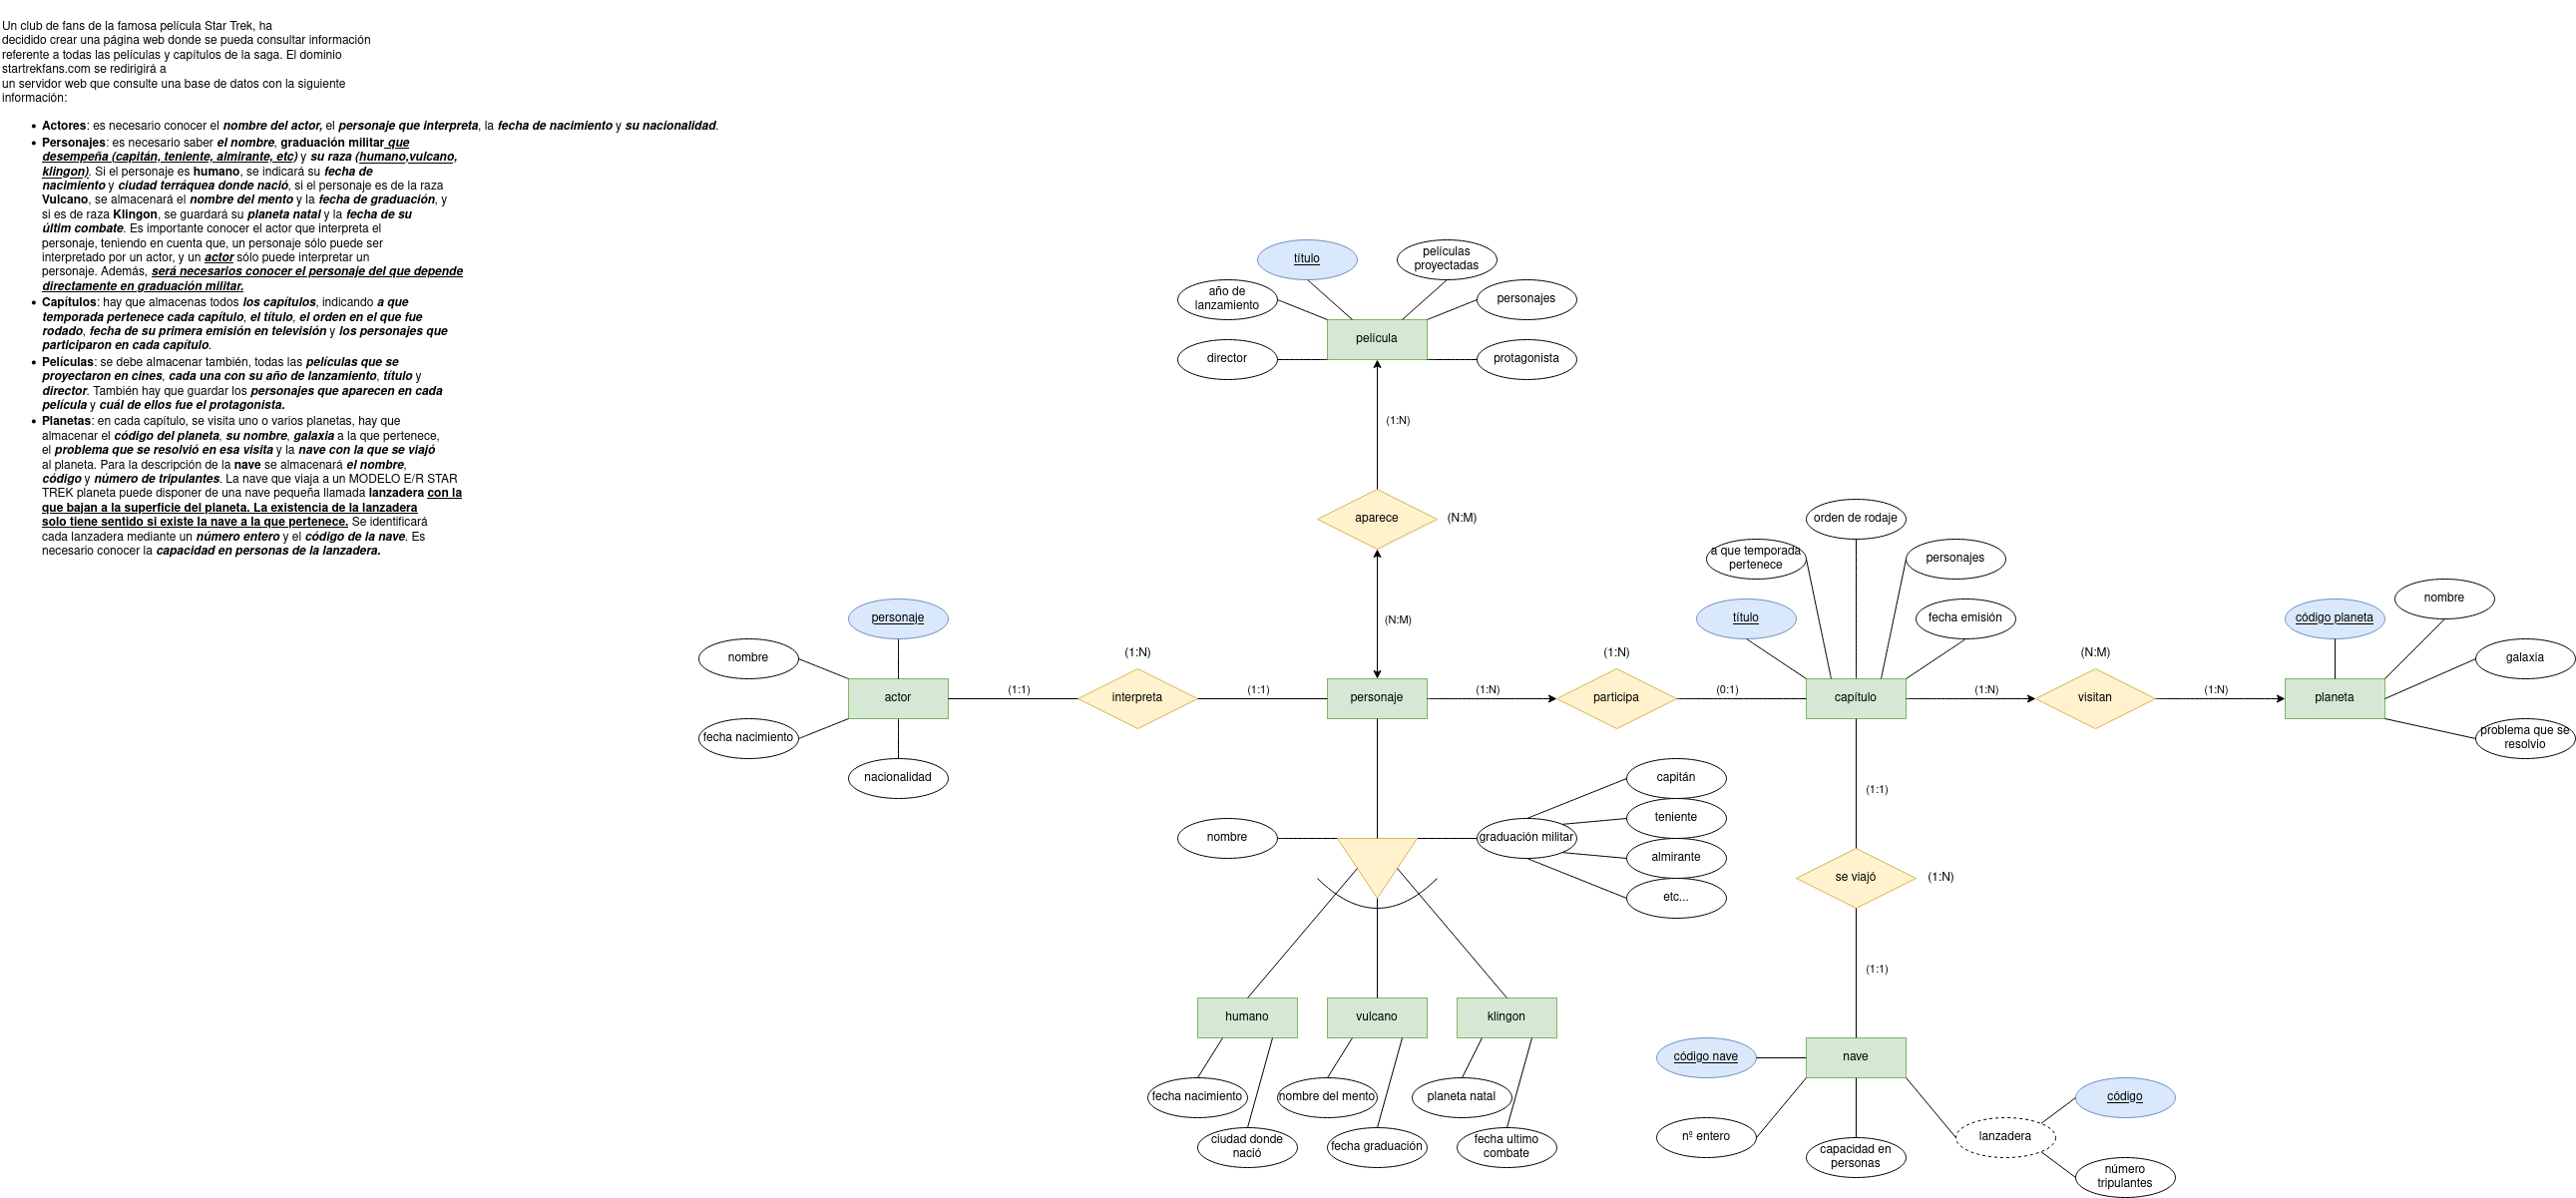 Un club de fans de la famosa película Star Trek, ha
decidido crear una página web donde se pueda consultar información
referente a todas las películas y capítulos de la saga. El dominio
startrekfans.com se redirigirá a
un servidor web que consulte una base de datos con la siguiente
información:
• Actores: es necesario conocer el nombre del actor, el personaje que interpreta, la fecha de nacimiento y su nacionalidad.
• Personajes: es necesario saber el nombre, graduación militar que
desempeña (capitán, teniente, almirante, etc) y su raza (humano,vulcano,
klingon). Si el personaje es humano, se indicará su fecha de
nacimiento y ciudad terráquea donde nació, si el personaje es de la raza
Vulcano, se almacenará el nombre del mento y la fecha de graduación, y
si es de raza Klingon, se guardará su planeta natal y la fecha de su
últim combate. Es importante conocer el actor que interpreta el
personaje, teniendo en cuenta que, un personaje sólo puede ser
interpretado por un actor, y un actor sólo puede interpretar un
personaje. Además, será necesarios conocer el personaje del que depende
directamente en graduación militar.
• Capítulos: hay que almacenas todos los capítulos, indicando a que
temporada pertenece cada capítulo, el título, el orden en el que fue
rodado, fecha de su primera emisión en televisión y los personajes que
participaron en cada capítulo.
• Películas: se debe almacenar también, todas las películas que se
proyectaron en cines, cada una con su año de lanzamiento, título y
director. También hay que guardar los personajes que aparecen en cada
película y cuál de ellos fue el protagonista.
• Planetas: en cada capítulo, se visita uno o varios planetas, hay que
almacenar el código del planeta, su nombre, galaxia a la que pertenece,
el problema que se resolvió en esa visita y la nave con la que se viajó
al planeta. Para la descripción de la nave se almacenará el nombre,
código y número de tripulantes. La nave que viaja a un MODELO E/R STAR
TREK planeta puede disponer de una nave pequeña llamada lanzadera con la
que bajan a la superficie del planeta. La existencia de la lanzadera
solo tiene sentido si existe la nave a la que pertenece. Se identificará
cada lanzadera mediante un número entero y el código de la nave. Es
necesario conocer la capacidad en personas de la lanzadera.
título
películas
proyectadas
año de
lanzamiento
personajes
película
director
protagonista
(1:N)
aparece
(N:M)
(N:M)
personaje
nombre
actor
fecha nacimiento
nacionalidad
(1:1)
(1:N)
interpreta
(1:1)
personaje
(1:N)
(1:N)
participa
(0:1)
orden de rodaje
a que temporada
pertenece
personajes
título
fecha emisión
capítulo
(1:N)
(N:M)
visitan
(1:N)
código planeta
nombre
galaxia
planeta
problema que se
resolvio
nombre
graduación militar
capitán
teniente
almirante
etc...
(1:1)
se viajó
(1:N)
(1:1)
humano
vulcano
klingon
fecha nacimiento
nombre del mento
planeta natal
ciudad donde
nació
fecha graduación
fecha ultimo
combate
código nave
nave
nº entero
capacidad en
personas
lanzadera
código
número
tripulantes